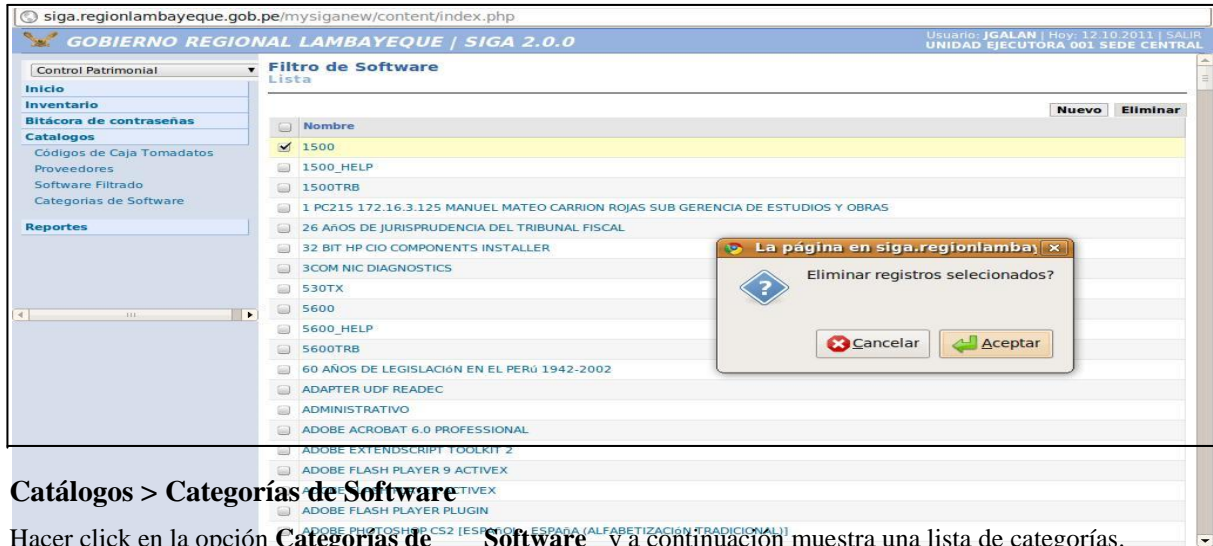 siga.regionlambayeque.gob.pe/mysiganew/content/index.php
GOBIERNO REGIONAL LAMBAYEQUE | SIGA 2.0.0
Usuario: JGALAN | Hoy: 12.10.2011 | SALIR
UNIDAD EJECUTORA 001 SEDE CENTRAL
Control Patrimonial
Inicio
Inventario
Bitácora de contraseñas
Catalogos
Códigos de Caja Tomadatos
Proveedores
Software Filtrado
Categorias de Software
Reportes
Filtro de Software
Lista
Nuevo Eliminar
Nombre
1500
1500_HELP
1500TRB
1 PC215 172.16.3.125 MANUEL MATEO CARRION ROJAS SUB GERENCIA DE ESTUDIOS Y OBRAS
26 AñOS DE JURISPRUDENCIA DEL TRIBUNAL FISCAL
32 BIT HP CIO COMPONENTS INSTALLER
3COM NIC DIAGNOSTICS
530TX
5600
5600_HELP
5600TRB
60 AÑOS DE LEGISLACIóN EN EL PERú 1942-2002
ADAPTER UDF READEC
ADMINISTRATIVO
ADOBE ACROBAT 6.0 PROFESSIONAL
ADOBE EXTENDSCRIPT TOOLKIT 2
ADOBE FLASH PLAYER 9 ACTIVEX
ADOBE FLASH PLAYER PLUGIN
ADOBE PHOTOSHOP CS2 [ESPAñOL, ESPAñA (ALFABETIZACIóN TRADICIONAL)]
La página en siga.regionlambay
Eliminar registros selecionados?
Cancelar Aceptar
Catálogos > Categorías de Software
Hacer click en la opción Categorías de Software y a continuación muestra una lista de categorías.